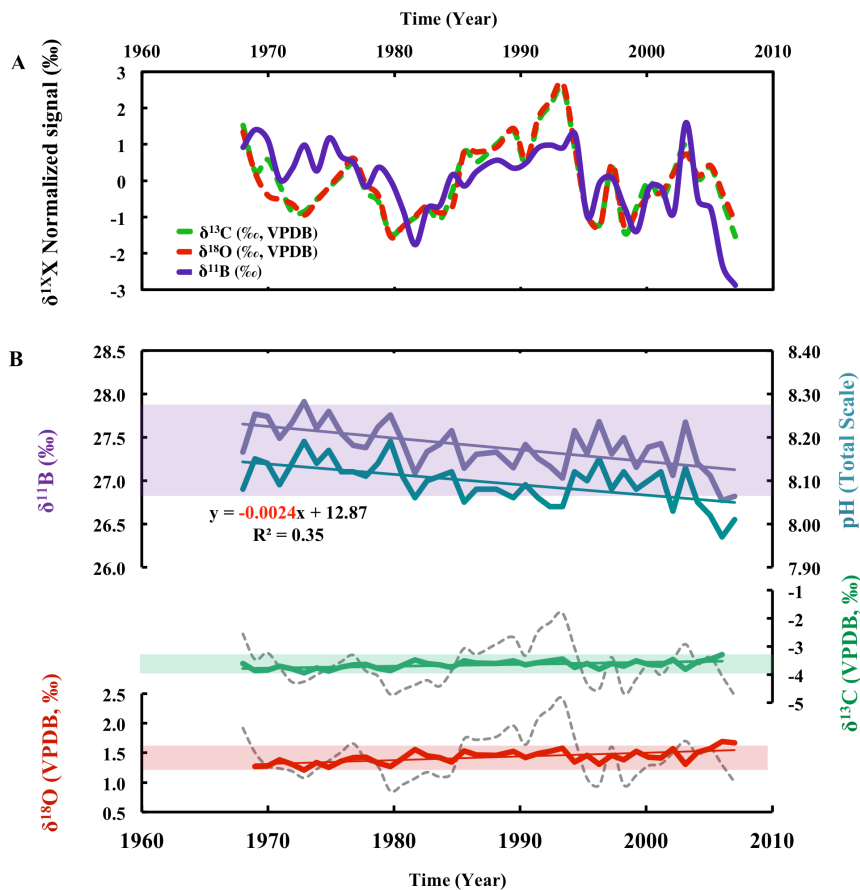 Time (Year)
1960 1970 1980 1990 2000 2010
A
δ¹ˣX Normalized signal (‰)
3
2
1
0
-1
-2
-3
δ¹³C (‰, VPDB)
δ¹⁸O (‰, VPDB)
δ¹¹B (‰)
B
δ¹¹B (‰)
28.5
28.0
27.5
27.0
26.5
26.0
y = -0.0024x + 12.87
R² = 0.35
8.40
8.30
8.20
8.10
8.00
7.90
pH (Total Scale)
-1
-2
-3
-4
-5
δ¹³C (VPDB, ‰)
δ¹⁸O (VPDB, ‰)
2.5
2.0
1.5
1.0
0.5
1960 1970 1980 1990 2000 2010
Time (Year)